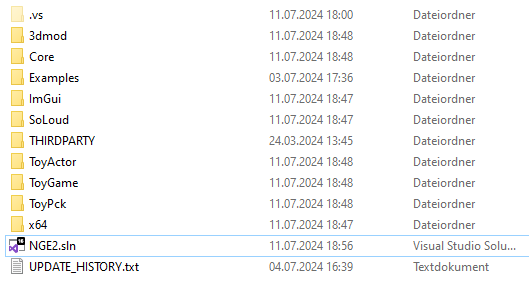 .vs 11.07.2024 18:00 Dateiordner
3dmod 11.07.2024 18:48 Dateiordner
Core 11.07.2024 18:48 Dateiordner
Examples 03.07.2024 17:36 Dateiordner
ImGui 11.07.2024 18:47 Dateiordner
SoLoud 11.07.2024 18:47 Dateiordner
THIRDPARTY 24.03.2024 13:45 Dateiordner
ToyActor 11.07.2024 18:48 Dateiordner
ToyGame 11.07.2024 18:48 Dateiordner
ToyPck 11.07.2024 18:48 Dateiordner
x64 11.07.2024 18:47 Dateiordner
NGE2.sln 11.07.2024 18:56 Visual Studio Solu...
UPDATE_HISTORY.txt 04.07.2024 16:39 Textdokument